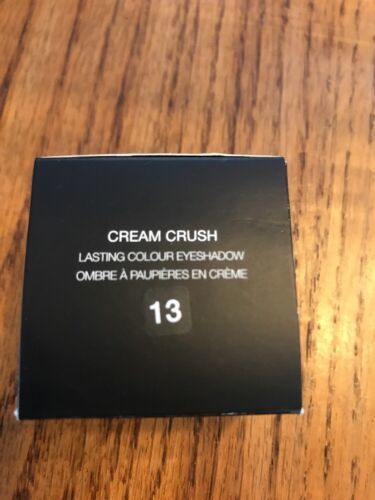 CREAM CRUSH
LASTING COLOUR EYESHADOW
OMBRE À PAUPIÈRES EN CRÈME
13